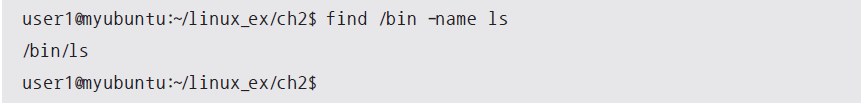 user1@myubuntu:~/linux_ex/ch2$ find /bin -name ls
/bin/ls
user1@myubuntu:~/linux_ex/ch2$